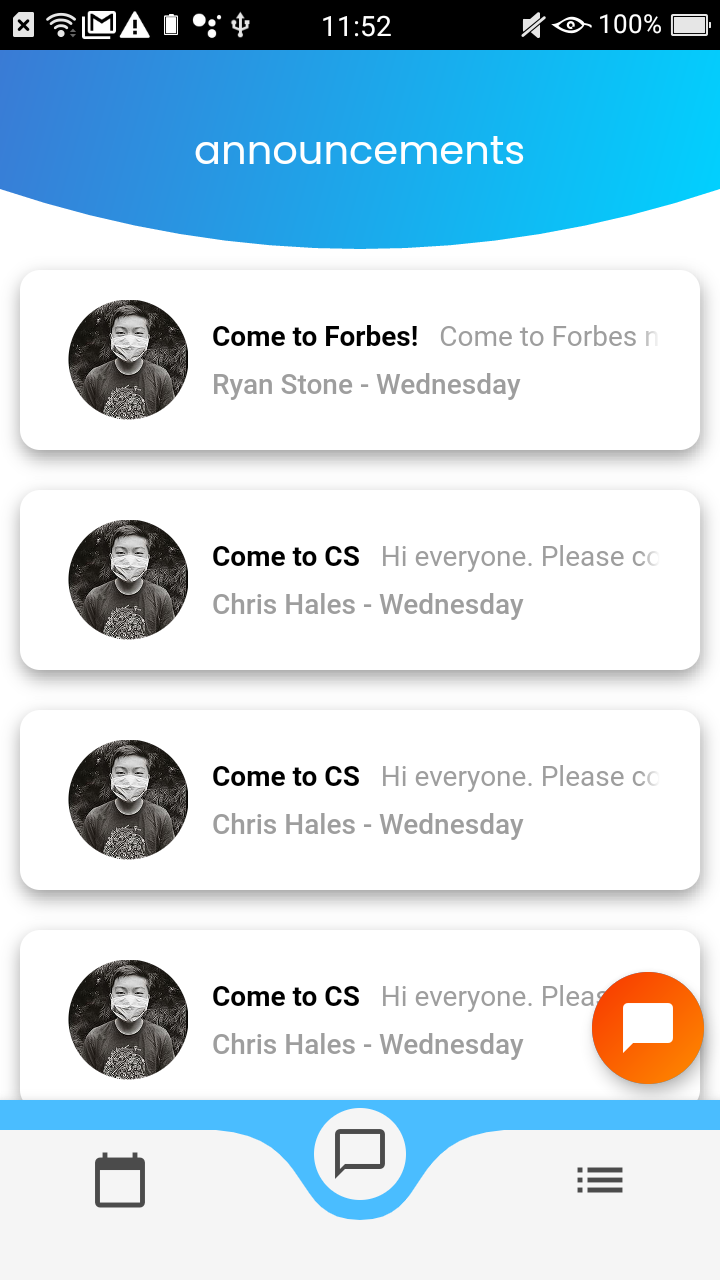 11:52
100%
announcements
Come to Forbes! Come to Forbes
Ryan Stone - Wednesday
Come to CS Hi everyone. Please co
Chris Hales - Wednesday
Come to CS Hi everyone. Please co
Chris Hales - Wednesday
Come to CS Hi everyone. Pleas
Chris Hales - Wednesday